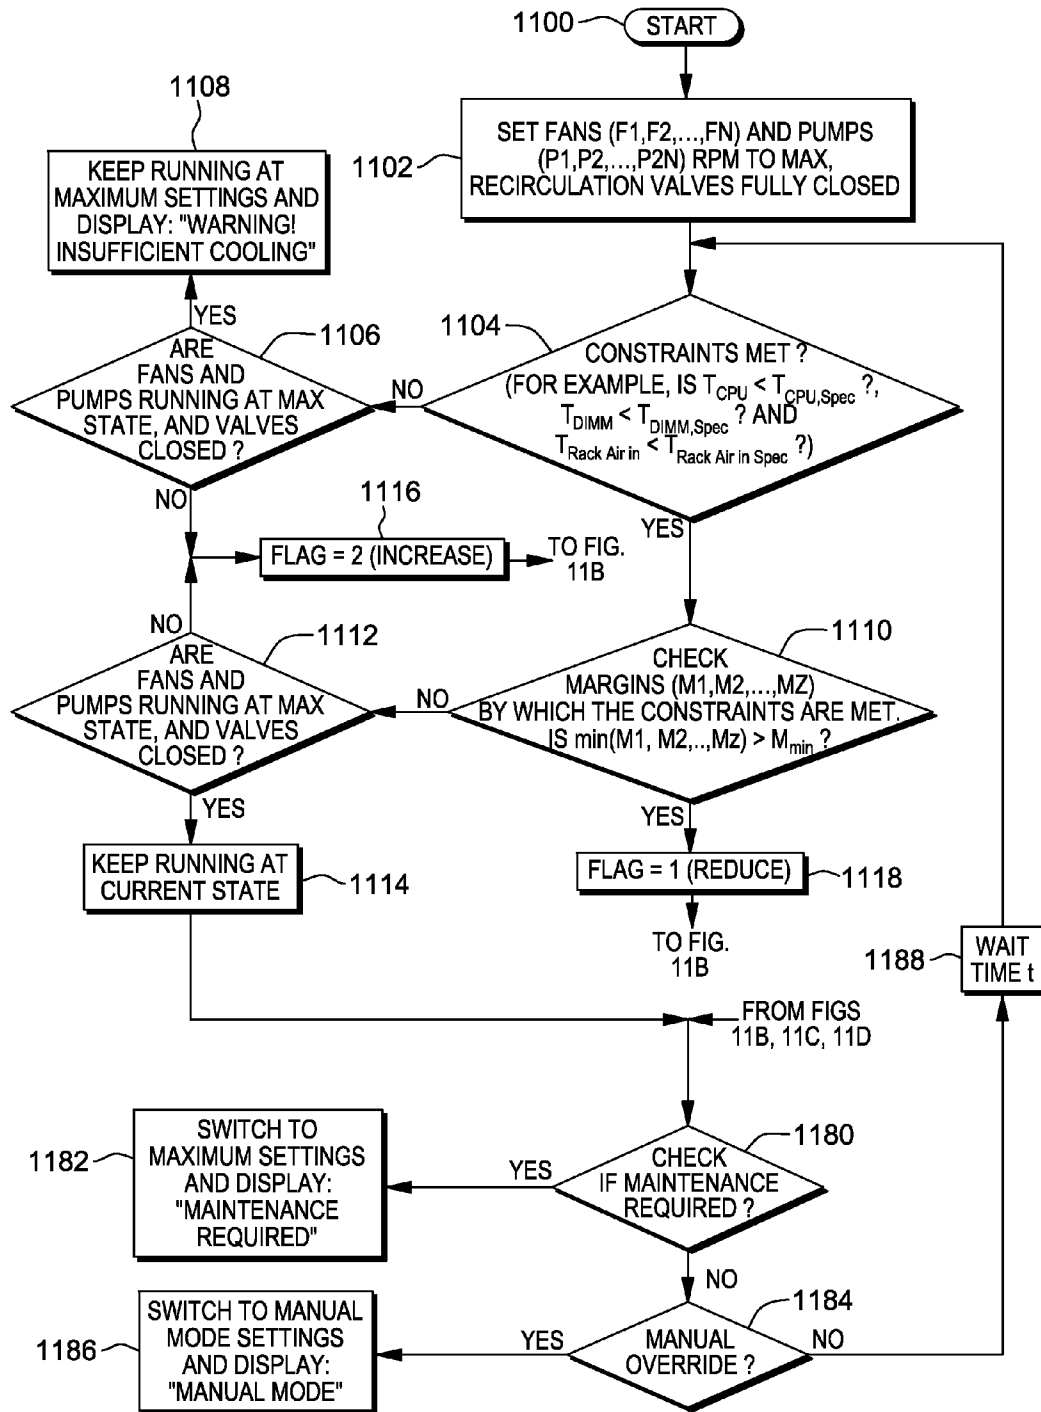 1100
START
1102
SET FANS (F1,F2,...,FN) AND PUMPS
(P1,P2,...,P2N) RPM TO MAX,
RECIRCULATION VALVES FULLY CLOSED
1108
KEEP RUNNING AT
MAXIMUM SETTINGS AND
DISPLAY: "WARNING!
INSUFFICIENT COOLING"
YES
1106
ARE
FANS AND
PUMPS RUNNING AT MAX
STATE, AND VALVES
CLOSED ?
NO
NO
1104
CONSTRAINTS MET ?
(FOR EXAMPLE, IS T_CPU < T_CPU,Spec ?,
T_DIMM < T_DIMM,Spec ? AND
T_Rack Air in < T_Rack Air in Spec ?)
YES
1116
FLAG = 2 (INCREASE)
TO FIG.
11B
NO
1112
ARE
FANS AND
PUMPS RUNNING AT MAX
STATE, AND VALVES
CLOSED ?
YES
NO
1110
CHECK
MARGINS (M1,M2,...,MZ)
BY WHICH THE CONSTRAINTS ARE MET.
IS min(M1, M2,..,Mz) > M_min ?
YES
KEEP RUNNING AT
CURRENT STATE
1114
FLAG = 1 (REDUCE)
1118
TO FIG.
11B
1188
WAIT
TIME t
FROM FIGS
11B, 11C, 11D
1180
CHECK
IF MAINTENANCE
REQUIRED ?
YES
1182
SWITCH TO
MAXIMUM SETTINGS
AND DISPLAY:
"MAINTENANCE
REQUIRED"
NO
1184
MANUAL
OVERRIDE ?
NO
YES
1186
SWITCH TO MANUAL
MODE SETTINGS
AND DISPLAY:
"MANUAL MODE"